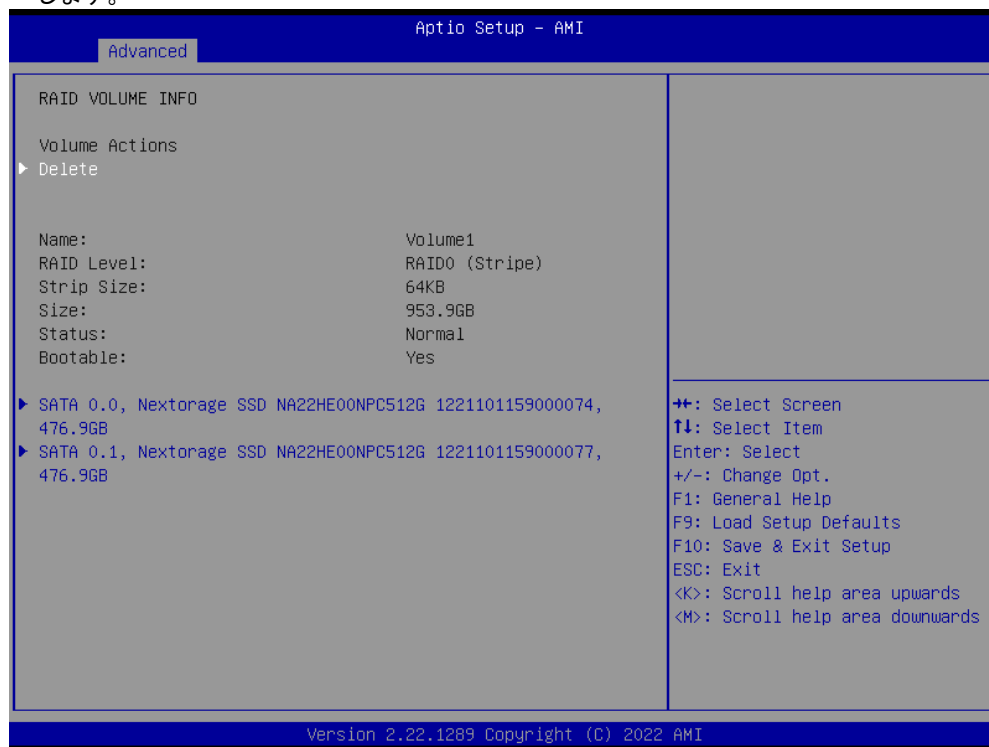 します。
Aptio Setup – AMI
Advanced
RAID VOLUME INFO
Volume Actions
▶ Delete
Name: Volume1
RAID Level: RAID0 (Stripe)
Strip Size: 64KB
Size: 953.9GB
Status: Normal
Bootable: Yes
▶ SATA 0.0, Nextorage SSD NA22HE00NPC512G 1221101159000074,
476.9GB
▶ SATA 0.1, Nextorage SSD NA22HE00NPC512G 1221101159000077,
476.9GB
→←: Select Screen
↑↓: Select Item
Enter: Select
+/-: Change Opt.
F1: General Help
F9: Load Setup Defaults
F10: Save & Exit Setup
ESC: Exit
<K>: Scroll help area upwards
<M>: Scroll help area downwards
Version 2.22.1289 Copyright (C) 2022 AMI